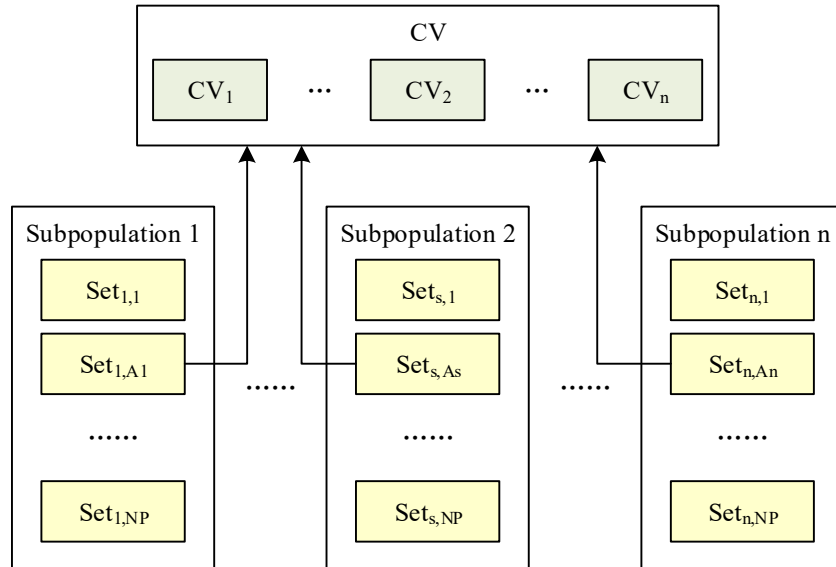 CV
CV₁ ... CV₂ ... CVₙ
Subpopulation 1 Subpopulation 2 Subpopulation n
Set₁,₁ Setₛ,₁ Setₙ,₁
Set₁,A₁ Setₛ,Aₛ Setₙ,Aₙ
...... ......
...... ...... ......
Set₁,NP Setₛ,NP Setₙ,NP